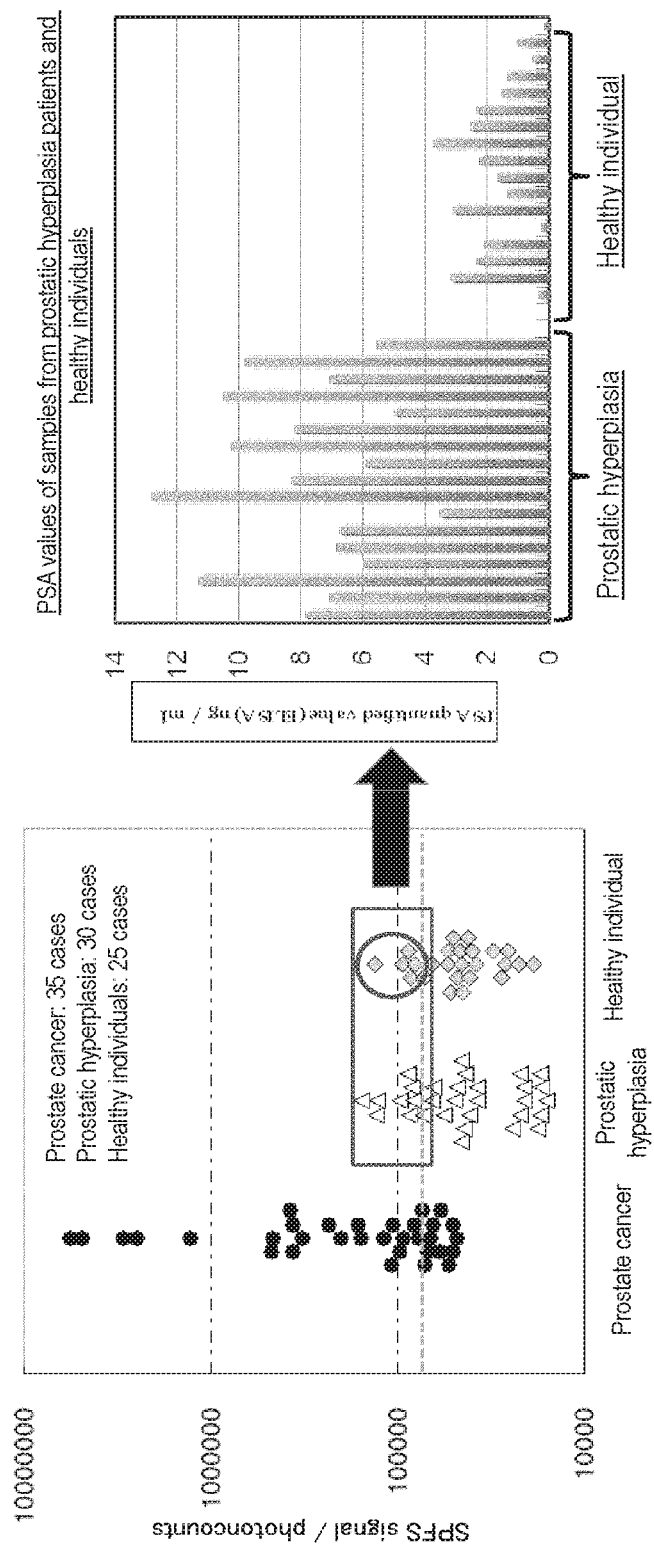 10000000
1000000
100000
10000
SPFS signal / photoncounts
Prostate cancer: 35 cases
Prostatic hyperplasia: 30 cases
Healthy individuals: 25 cases
Prostate cancer
Prostatic
hyperplasia
Healthy individual
PSA values of samples from prostatic hyperplasia patients and
healthy individuals
14
12
10
8
6
4
2
0
PSA quantified value (ELISA) ng / ml
Prostatic hyperplasia
Healthy individual